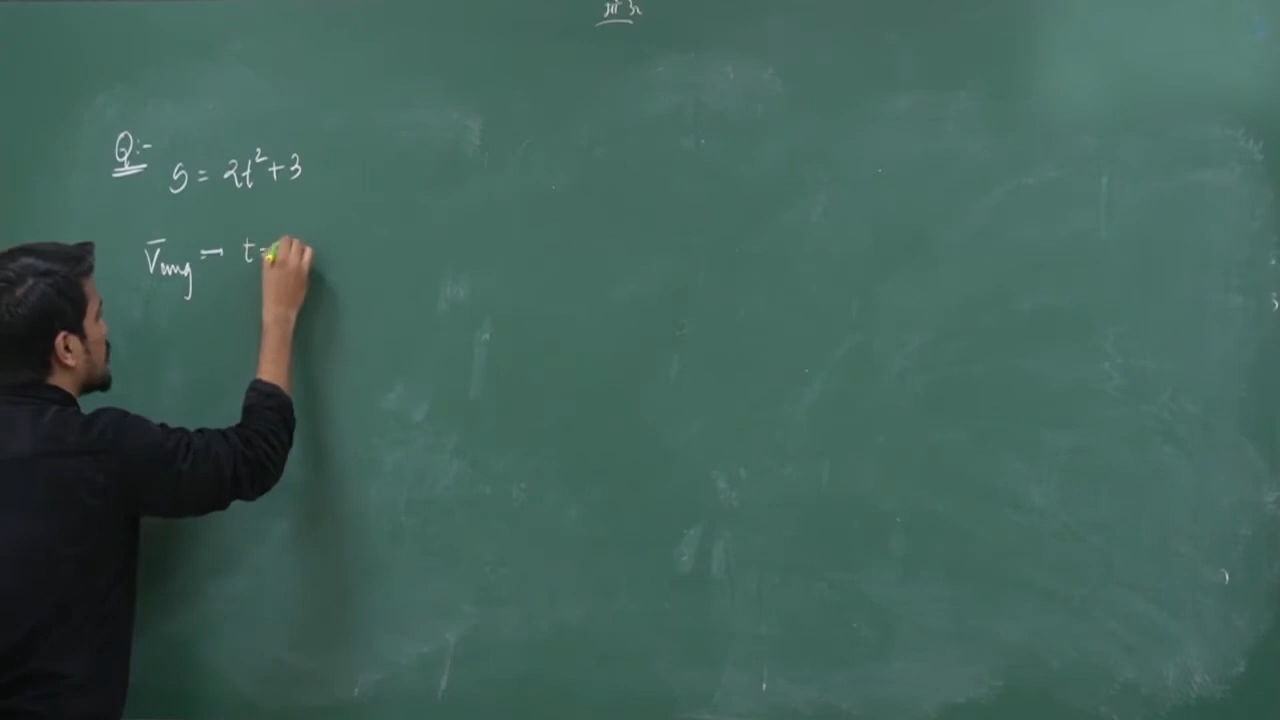 Q:-
S = 2t² + 3
V̄avg — t =